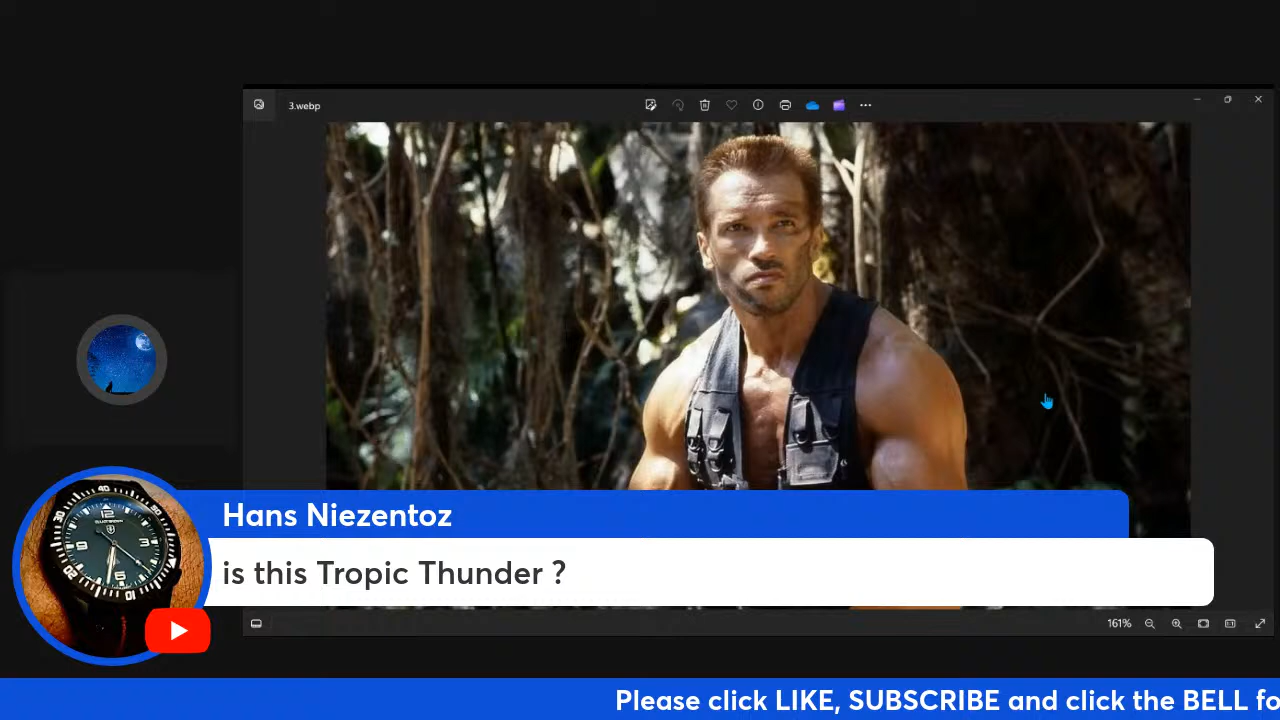 3.webp
Hans Niezentoz
is this Tropic Thunder ?
161%
Please click LIKE, SUBSCRIBE and click the BELL fo